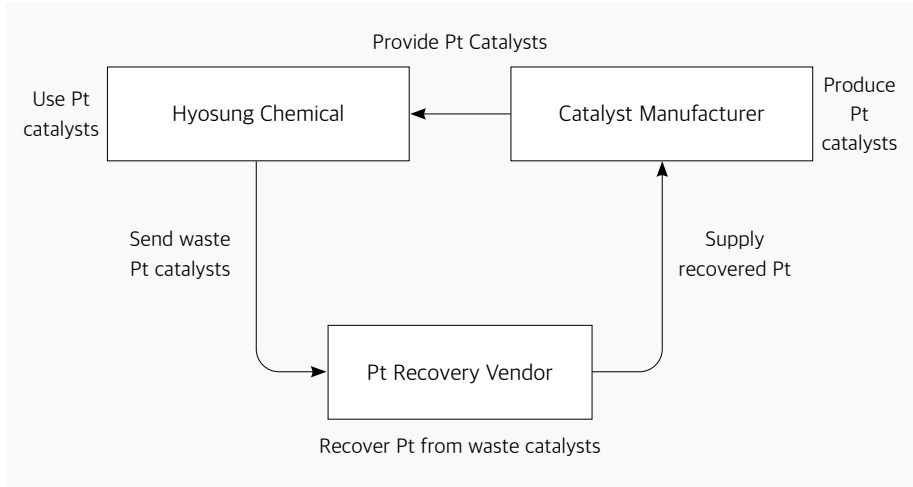 Provide Pt Catalysts
Use Pt
catalysts
Hyosung Chemical
Catalyst Manufacturer
Produce
Pt
catalysts
Send waste
Pt catalysts
Supply
recovered Pt
Pt Recovery Vendor
Recover Pt from waste catalysts